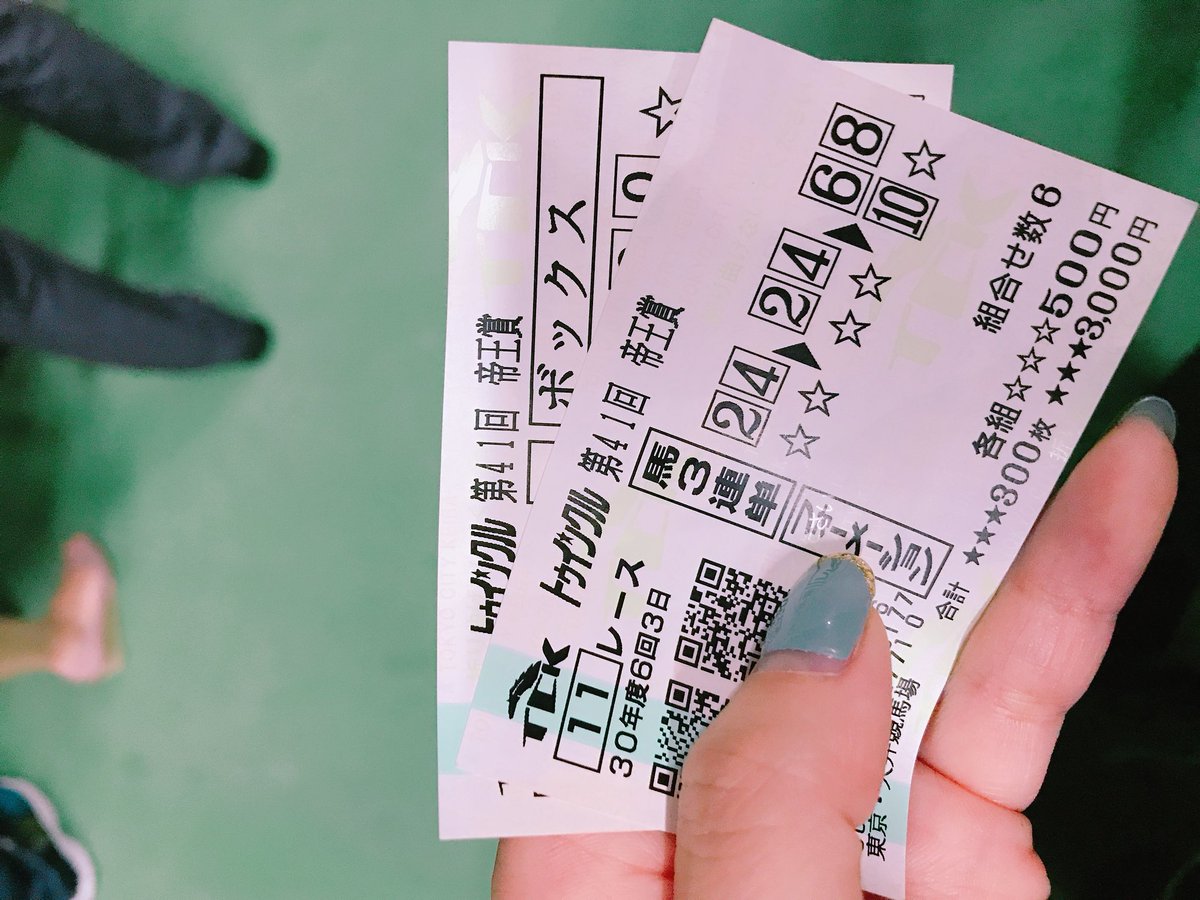 トゥインクル 第41回 帝王賞
ボックス
☆
TCK トゥインクル 第41回 帝王賞
11レース
30年度6回3日
馬3連単
フォーメーション
24▶24▶68
10☆
☆☆ ☆☆
組合せ数6
各組☆☆☆500円
合計 ★★★300枚 ★★★3,000円
東京・大井競馬場